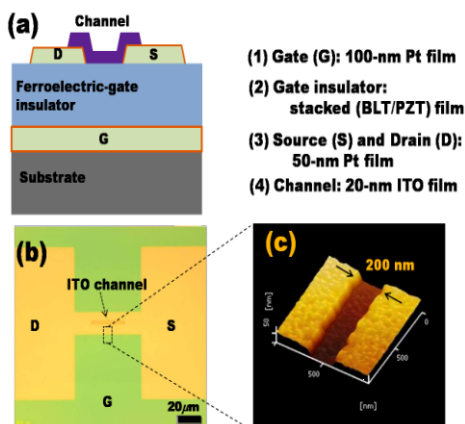 (a)
Channel
D
S
Ferroelectric-gate
insulator
G
Substrate
(1) Gate (G): 100-nm Pt film
(2) Gate insulator:
stacked (BLT/PZT) film
(3) Source (S) and Drain (D):
50-nm Pt film
(4) Channel: 20-nm ITO film
(b)
ITO channel
D
S
G
20μm
(c)
200 nm
[nm]
50
0
500
500
[nm]